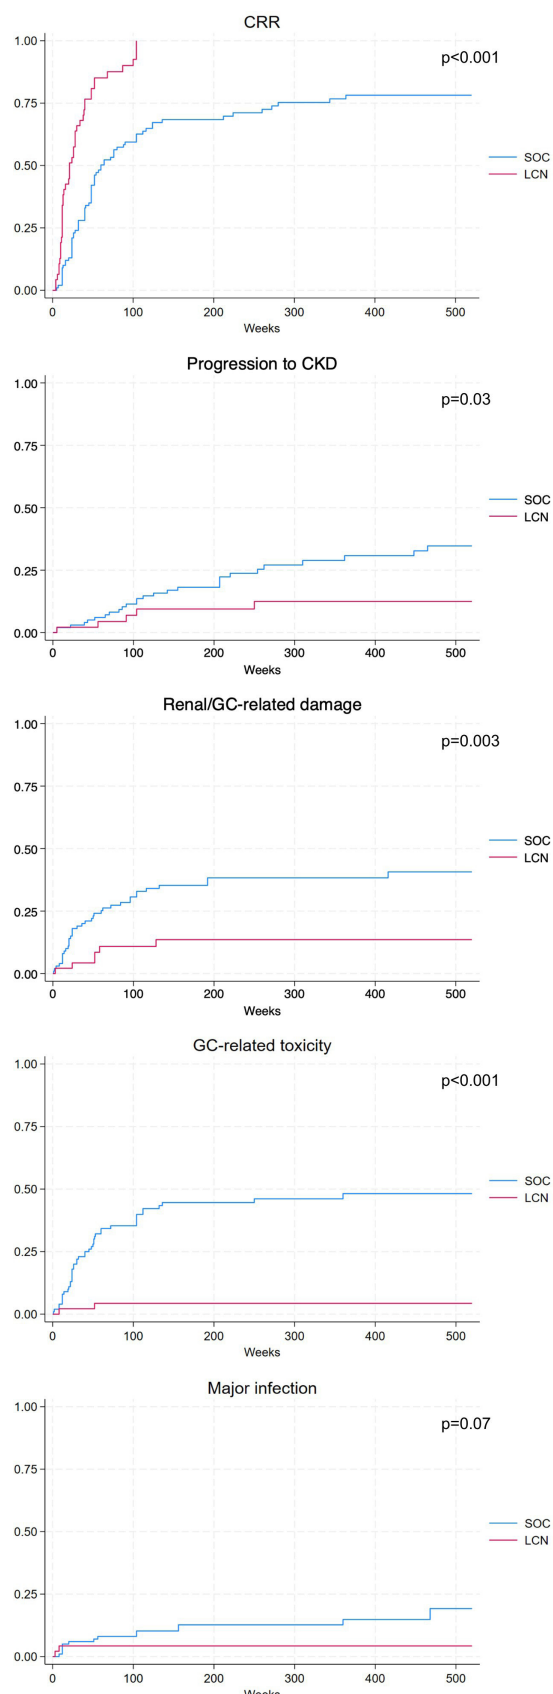 CRR
p<0.001
1.00
0.75
0.50
0.25
0.00
SOC
LCN
0 100 200 300 400 500
Weeks
Progression to CKD
p=0.03
1.00
0.75
0.50
0.25
0.00
SOC
LCN
0 100 200 300 400 500
Weeks
Renal/GC-related damage
p=0.003
1.00
0.75
0.50
0.25
0.00
SOC
LCN
0 100 200 300 400 500
Weeks
GC-related toxicity
p<0.001
1.00
0.75
0.50
0.25
0.00
SOC
LCN
0 100 200 300 400 500
Weeks
Major infection
p=0.07
1.00
0.75
0.50
0.25
0.00
SOC
LCN
0 100 200 300 400 500
Weeks